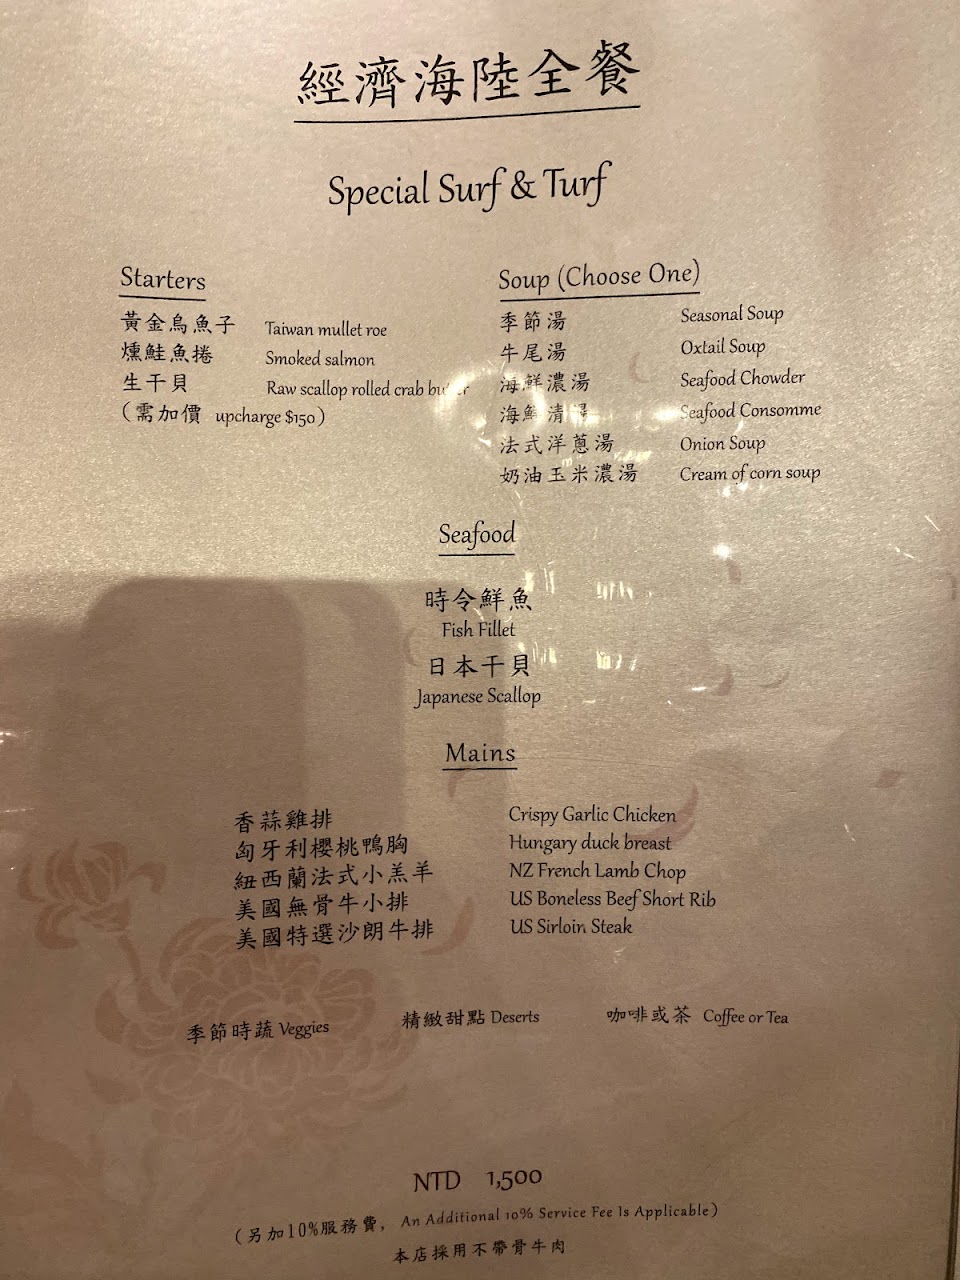 經濟海陸全餐
Special Surf & Turf
Starters
黃金烏魚子 Taiwan mullet roe
燻鮭魚捲 Smoked salmon
生干貝 Raw scallop rolled crab
(需加價 upcharge $150)
Soup (Choose One)
季節湯 Seasonal Soup
牛尾湯 Oxtail Soup
海鮮濃湯 Seafood Chowder
海鮮清湯 Seafood Consomme
法式洋蔥湯 Onion Soup
奶油玉米濃湯 Cream of corn soup
Seafood
時令鮮魚
Fish Fillet
日本干貝
Japanese Scallop
Mains
香蒜雞排 Crispy Garlic Chicken
匈牙利櫻桃鴨胸 Hungary duck breast
紐西蘭法式小羔羊 NZ French Lamb Chop
美國無骨牛小排 US Boneless Beef Short Rib
美國特選沙朗牛排 US Sirloin Steak
季節時蔬 Veggies 精緻甜點 Deserts 咖啡或茶 Coffee or Tea
NTD 1,500
(另加10%服務費, An Additional 10% Service Fee Is Applicable)
本店採用不帶骨牛肉